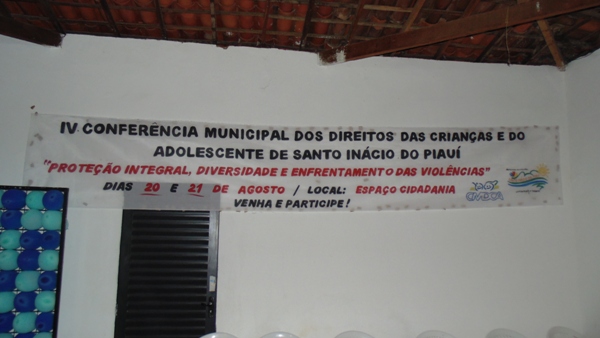 IV CONFERÊNCIA MUNICIPAL DOS DIREITOS DAS CRIANÇAS E DO
ADOLESCENTE DE SANTO INÁCIO DO PIAUÍ
"PROTEÇÃO INTEGRAL, DIVERSIDADE E ENFRENTAMENTO DAS VIOLÊNCIAS"
DIAS 20 E 21 DE AGOSTO / LOCAL: ESPAÇO CIDADANIA
VENHA E PARTICIPE!